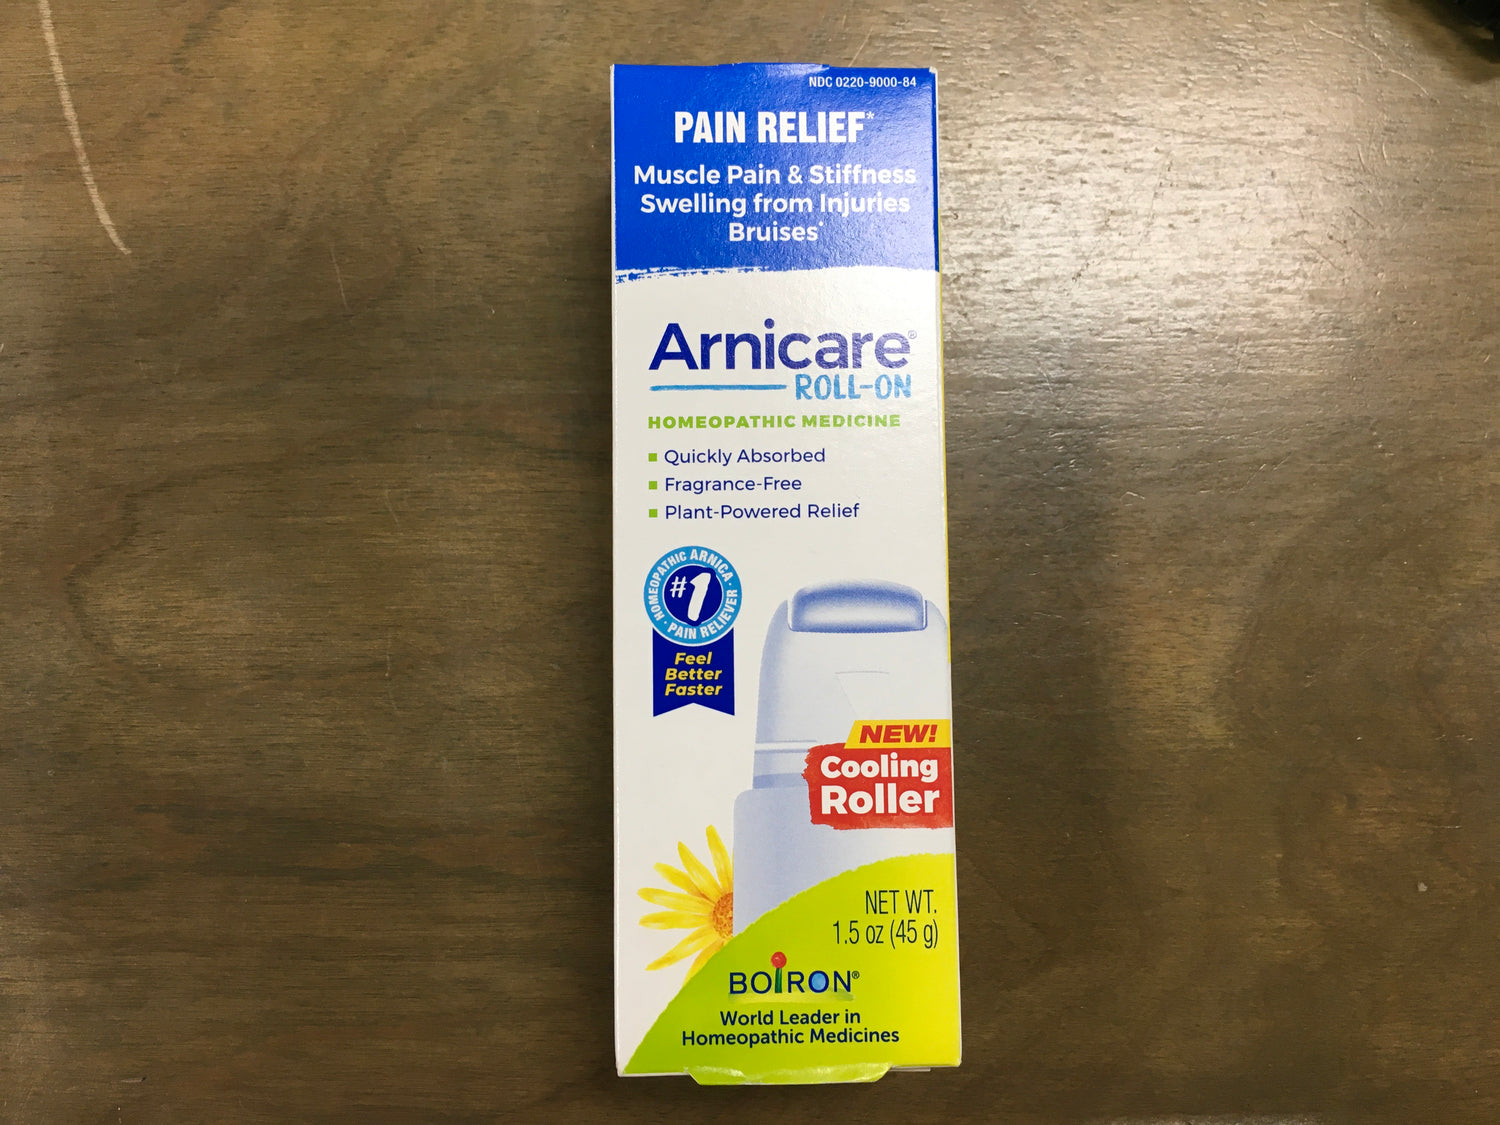 NDC 0220-9000-84
PAIN RELIEF*
Muscle Pain & Stiffness
Swelling from Injuries
Bruises*
Arnicare®
ROLL-ON
HOMEOPATHIC MEDICINE
Quickly Absorbed
Fragrance-Free
Plant-Powered Relief
HOMEOPATHIC ARNICA
#1
PAIN RELIEVER
Feel
Better
Faster
NEW!
Cooling
Roller
NET WT.
1.5 oz (45 g)
BOIRON®
World Leader in
Homeopathic Medicines